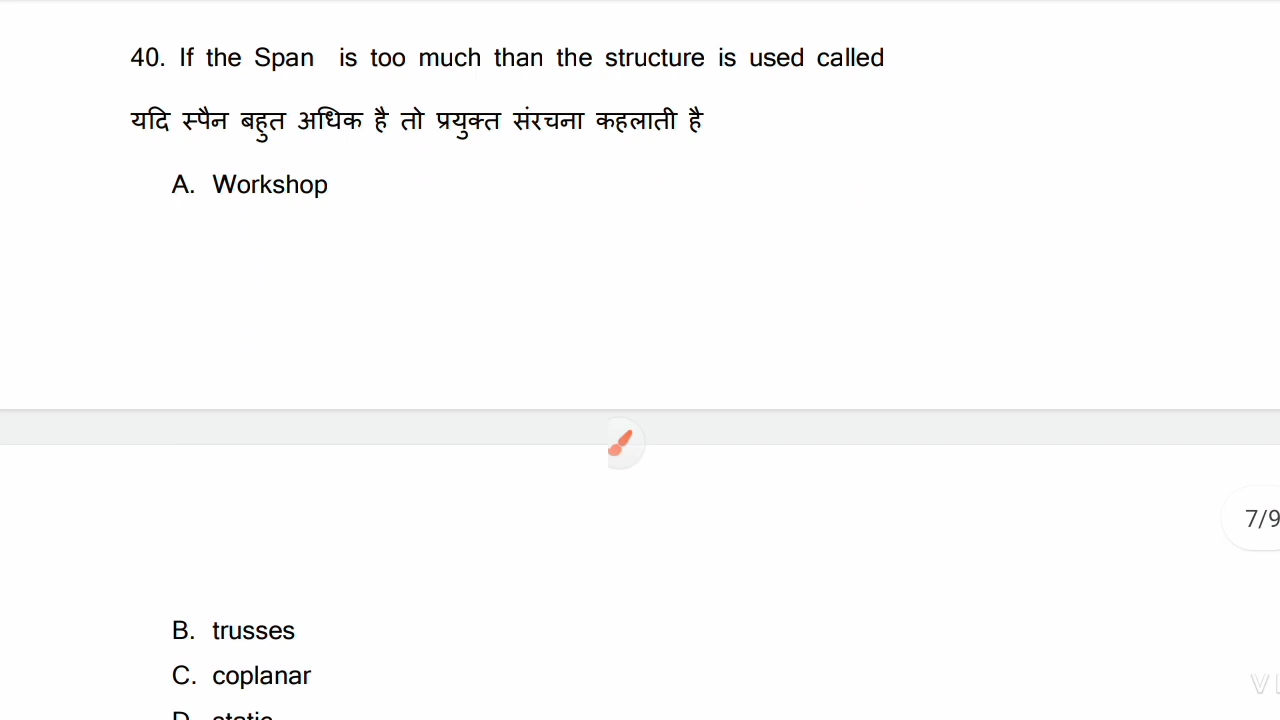 40. If the Span is too much than the structure is used called
यदि स्पैन बहुत अधिक है तो प्रयुक्त संरचना कहलाती है
A. Workshop
7/9
B. trusses
C. coplanar
D. static